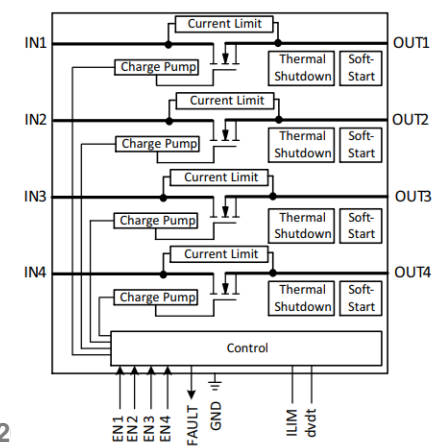 Current Limit
IN1 OUT1
Charge Pump Thermal Shutdown Soft-Start
Current Limit
IN2 OUT2
Charge Pump Thermal Shutdown Soft-Start
Current Limit
IN3 OUT3
Charge Pump Thermal Shutdown Soft-Start
Current Limit
IN4 OUT4
Charge Pump Thermal Shutdown Soft-Start
Control
EN1
EN2
EN3
EN4
FAULT
GND
ILIM
dvdt
2